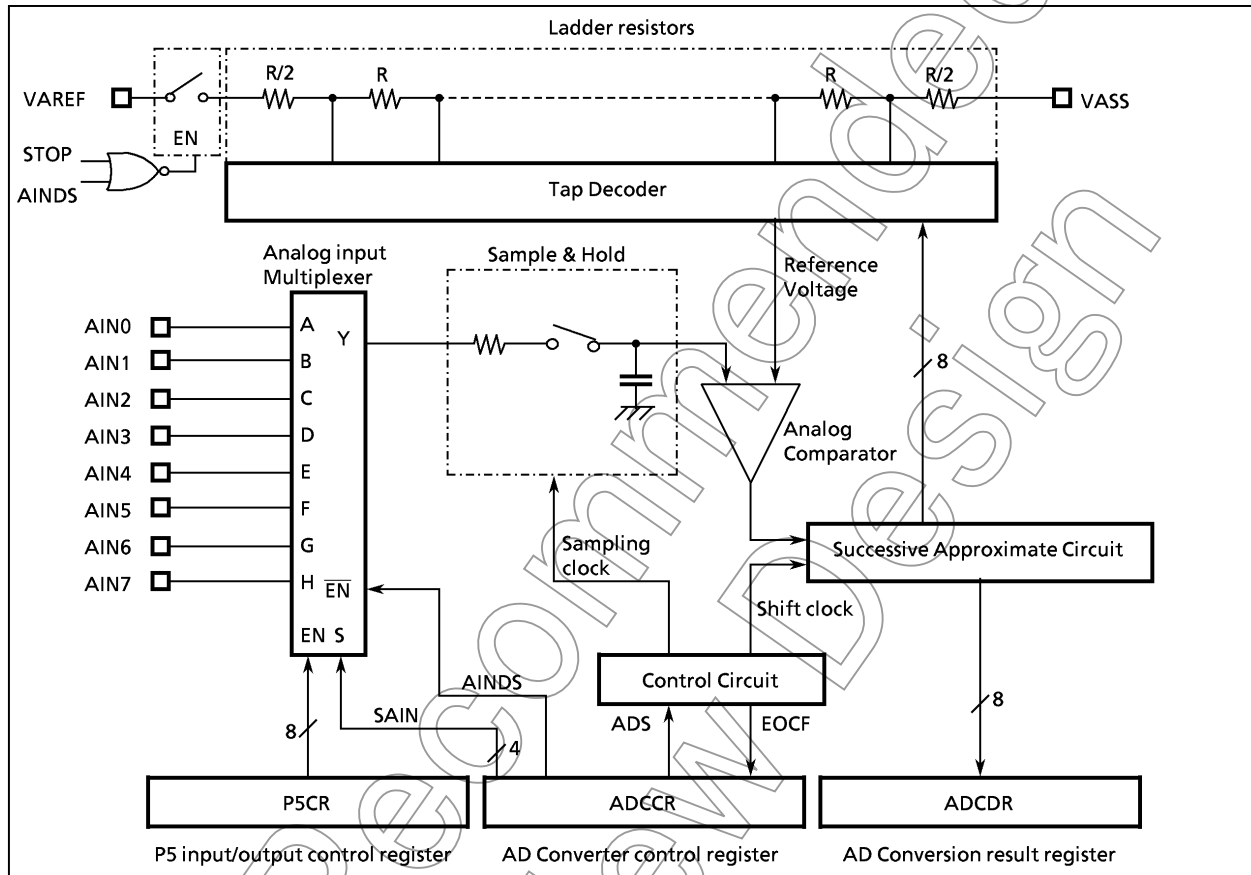 Ladder resistors
R/2
R
R
R/2
VAREF
VASS
EN
STOP
AINDS
Tap Decoder
Analog input
Multiplexer
Sample & Hold
Reference
Voltage
AIN0
A
Y
AIN1
B
AIN2
C
AIN3
D
AIN4
E
AIN5
F
AIN6
G
AIN7
H
EN
EN S
8
Analog
Comparator
Sampling
clock
Successive Approximate Circuit
Shift clock
Control Circuit
AINDS
SAIN
ADS
EOCF
8
4
8
P5CR
ADCCR
ADCDR
P5 input/output control register
AD Converter control register
AD Conversion result register
Recommended
New Design